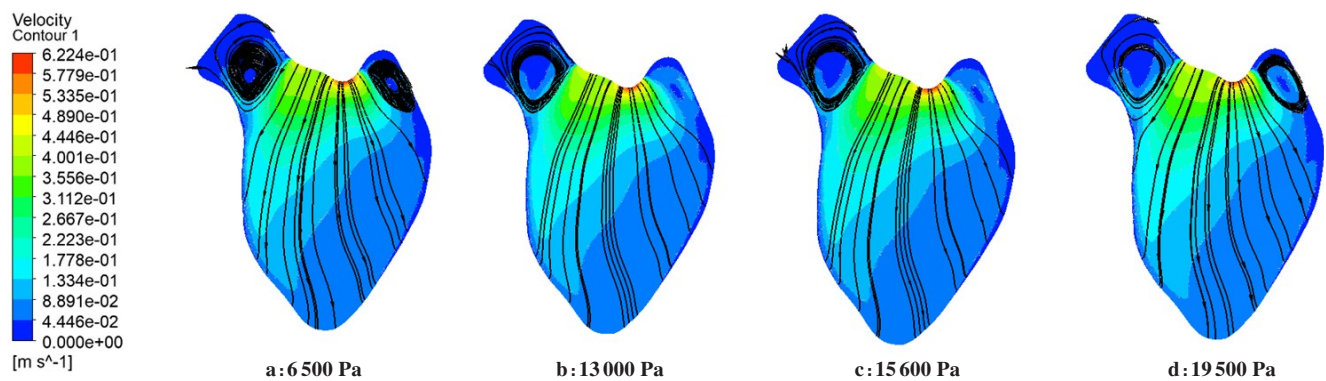 Velocity
Contour 1
6.224e-01
5.779e-01
5.335e-01
4.890e-01
4.446e-01
4.001e-01
3.556e-01
3.112e-01
2.667e-01
2.223e-01
1.778e-01
1.334e-01
8.891e-02
4.446e-02
0.000e+00
[m s^-1]
a:6 500 Pa
b:13 000 Pa
c:15 600 Pa
d:19 500 Pa